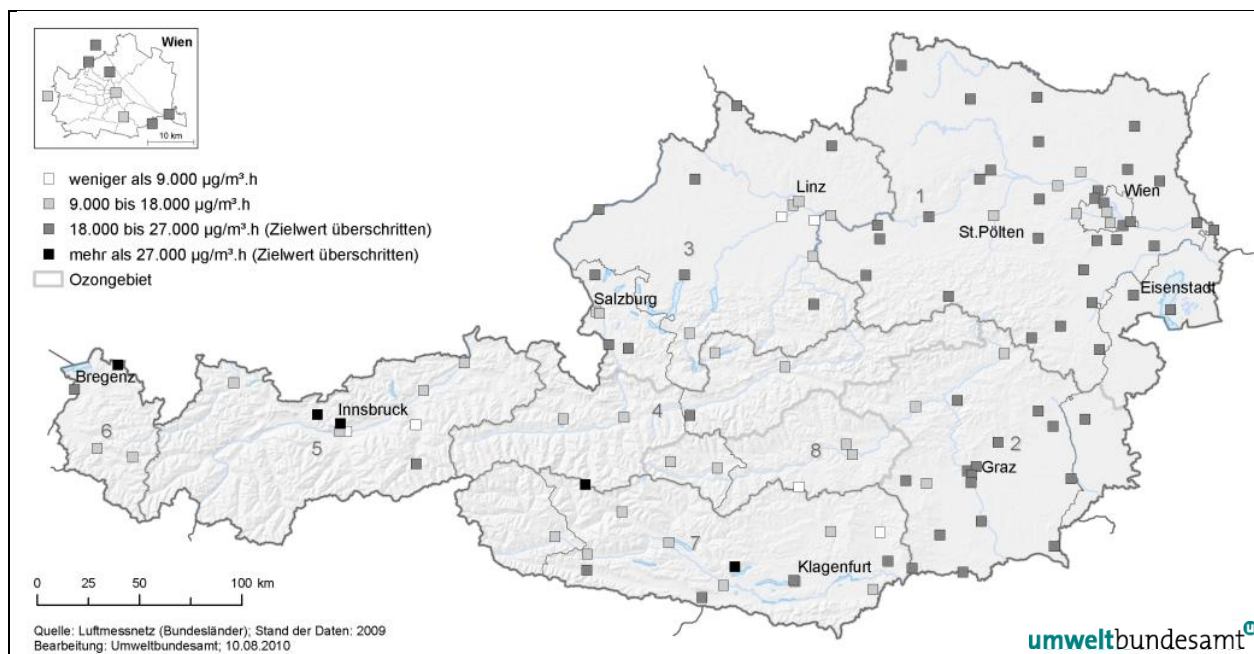 Wien
10 km
weniger als 9.000 µg/m³.h
9.000 bis 18.000 µg/m³.h
18.000 bis 27.000 µg/m³.h (Zielwert überschritten)
mehr als 27.000 µg/m³.h (Zielwert überschritten)
Ozongebiet
Linz
1
Wien
St.Pölten
3
Salzburg
Eisenstadt
Bregenz
2
Innsbruck
4
6
5
8
Graz
7
Klagenfurt
0 25 50 100 km
Quelle: Luftmessnetz (Bundesländer); Stand der Daten: 2009
Bearbeitung: Umweltbundesamt; 10.08.2010
umweltbundesamt
u